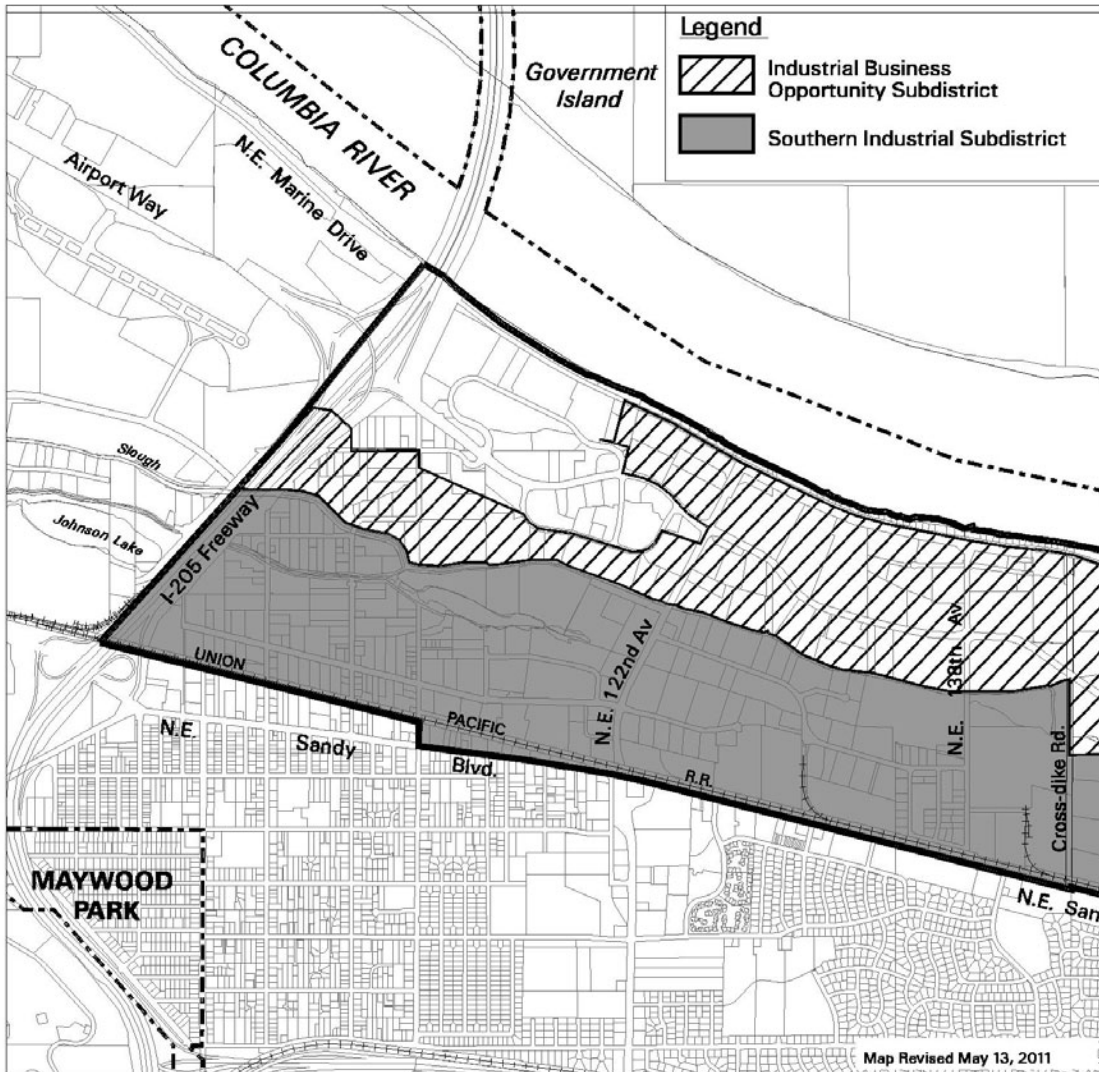 Legend
Industrial Business
Opportunity Subdistrict
Southern Industrial Subdistrict
COLUMBIA RIVER
Government
Island
N.E. Marine Drive
Airport Way
Slough
Johnson Lake
I-205 Freeway
UNION
PACIFIC
R.R.
N.E. 122nd Av
N.E. 138th Av
Cross-dike Rd.
N.E.
Sandy
Blvd.
MAYWOOD
PARK
N.E. San
Map Revised May 13, 2011